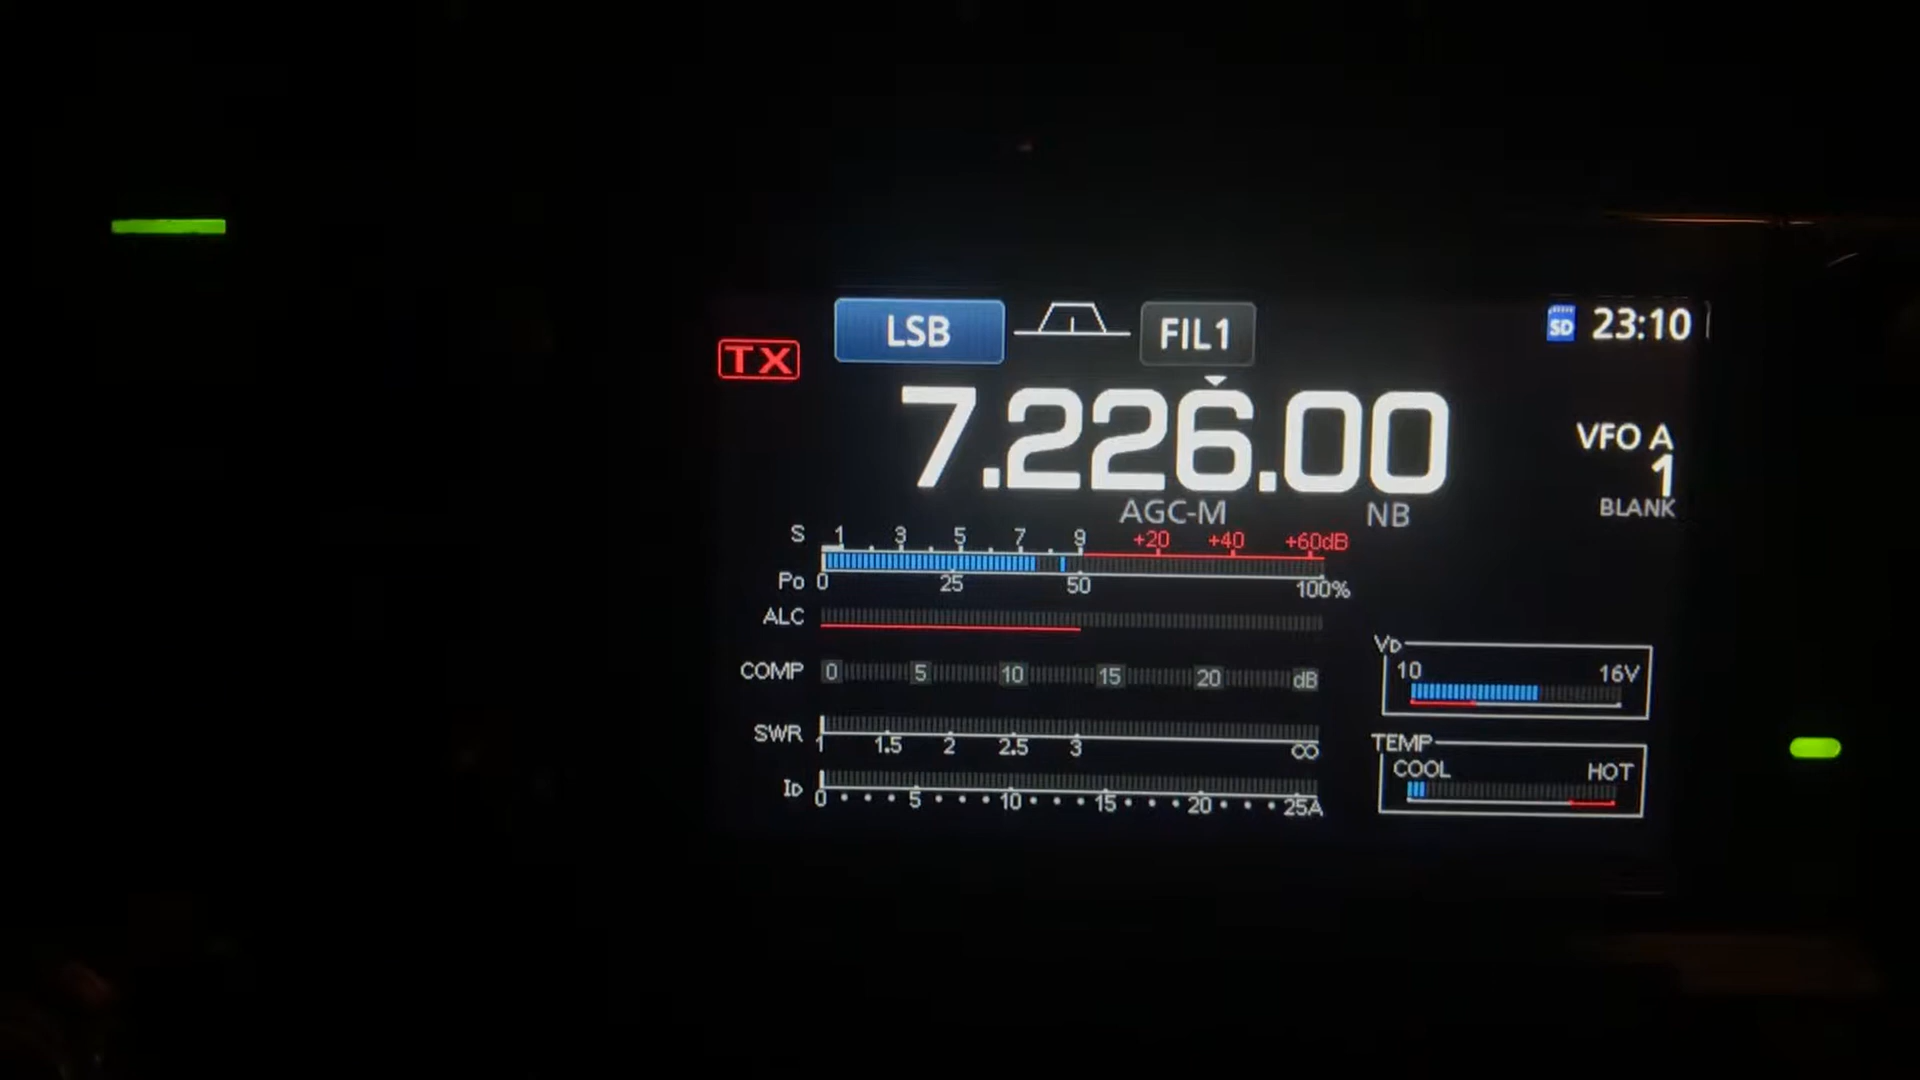 LSB FIL1 SD 23:10
TX
7.226.00
VFO A
1
AGC-M NB BLANK
S 1 3 5 7 9 +20 +40 +60dB
Po 0 25 50 100%
ALC
COMP 0 5 10 15 20 dB
SWR 1 1.5 2 2.5 3 ∞
ID 0 5 10 15 20 25A
VD
10 16V
TEMP
COOL HOT